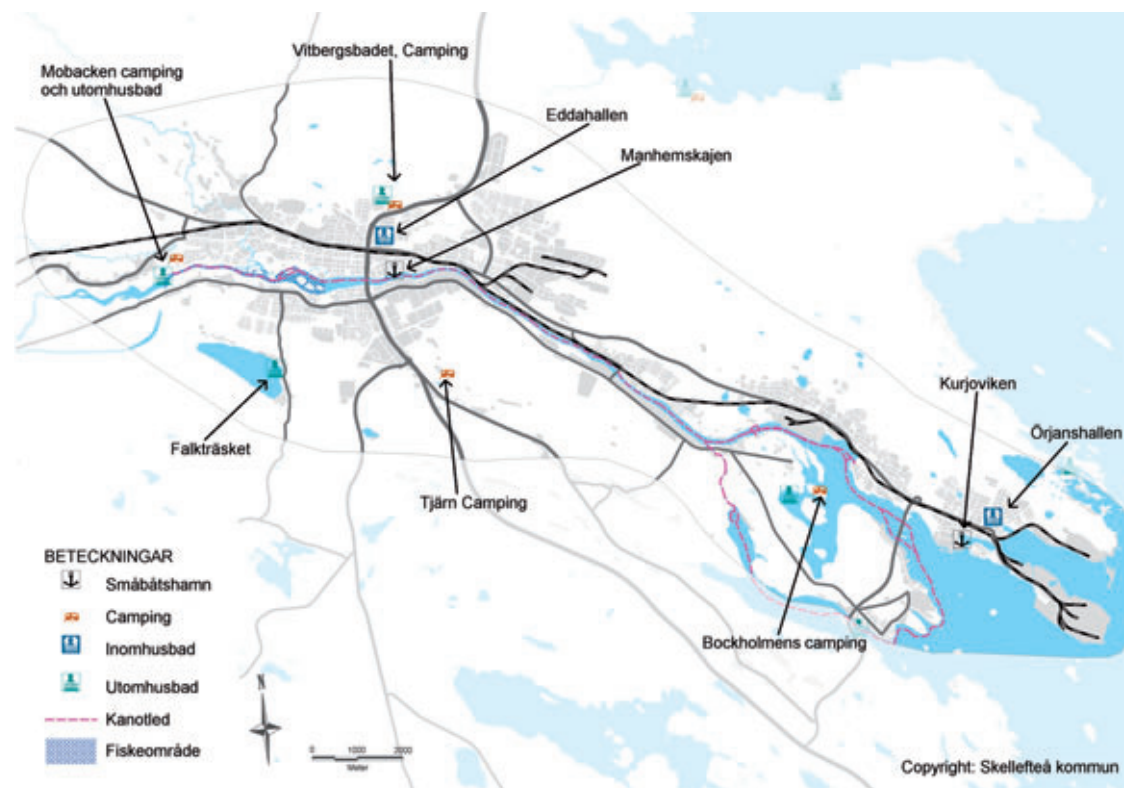 Vitbergsbadet, Camping
Mobacken camping
och utomhusbad
Eddahallen
Manhemskajen
Kurjoviken
Örjanshallen
Falkträsket
Tjärn Camping
Bockholmens camping
BETECKNINGAR
Småbåtshamn
Camping
Inomhusbad
Utomhusbad
Kanotled
Fiskeområde
N
0 1000 2000
Meter
Copyright: Skellefteå kommun